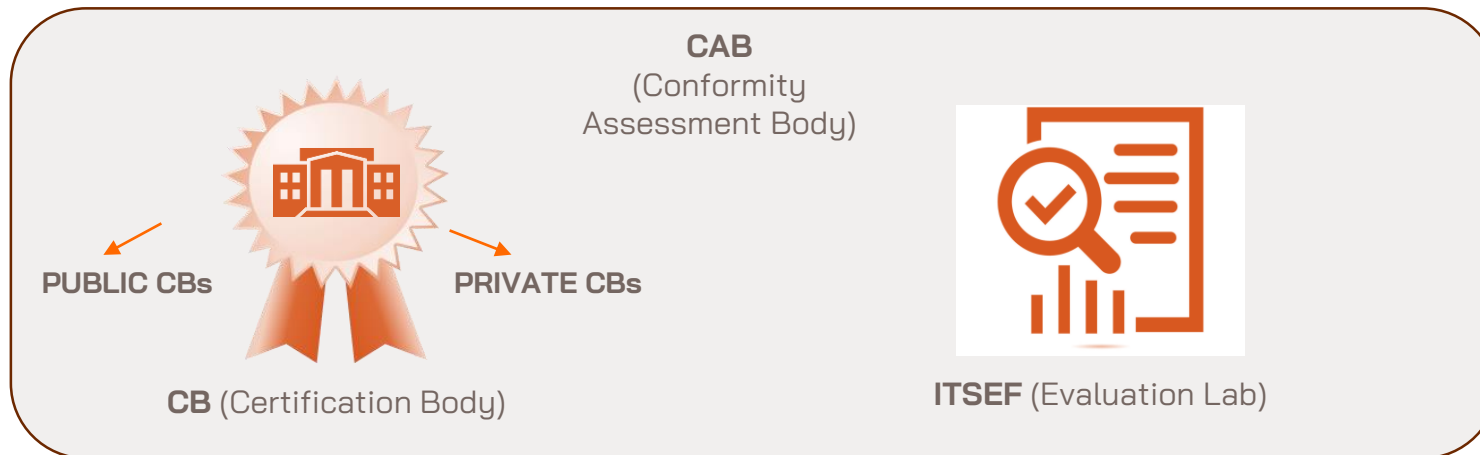 CAB
(Conformity
Assessment Body)
PUBLIC CBs
PRIVATE CBs
CB (Certification Body)
ITSEF (Evaluation Lab)